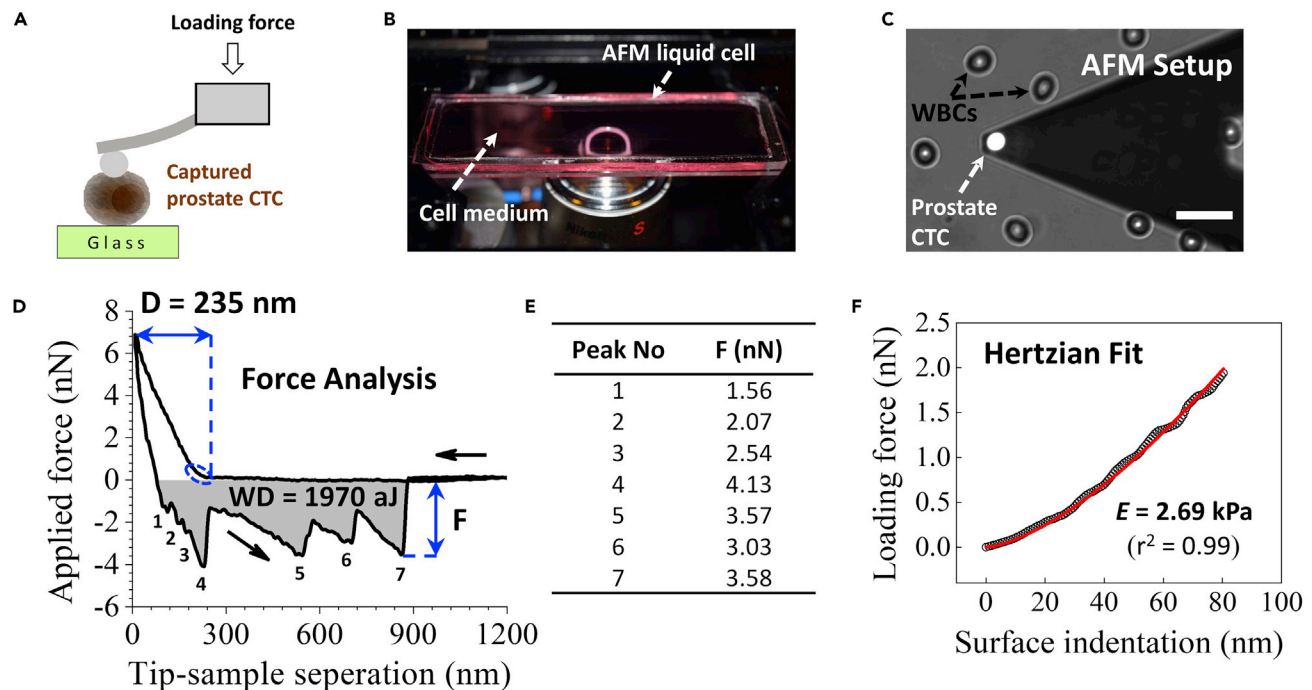 A
Loading force
Captured
prostate CTC
Glass
B
AFM liquid cell
Cell medium
Nikon
S
C
AFM Setup
WBCs
Prostate
CTC
D
D = 235 nm
Force Analysis
WD = 1970 aJ
F
1
2
3
4
5
6
7
8
6
4
2
0
-2
-4
-6
0 300 600 900 1200
Applied force (nN)
Tip-sample seperation (nm)
E
Peak No F (nN)
1 1.56
2 2.07
3 2.54
4 4.13
5 3.57
6 3.03
7 3.58
F
Hertzian Fit
E = 2.69 kPa
(r² = 0.99)
2.5
2.0
1.5
1.0
0.5
0.0
0 20 40 60 80 100
Loading force (nN)
Surface indentation (nm)